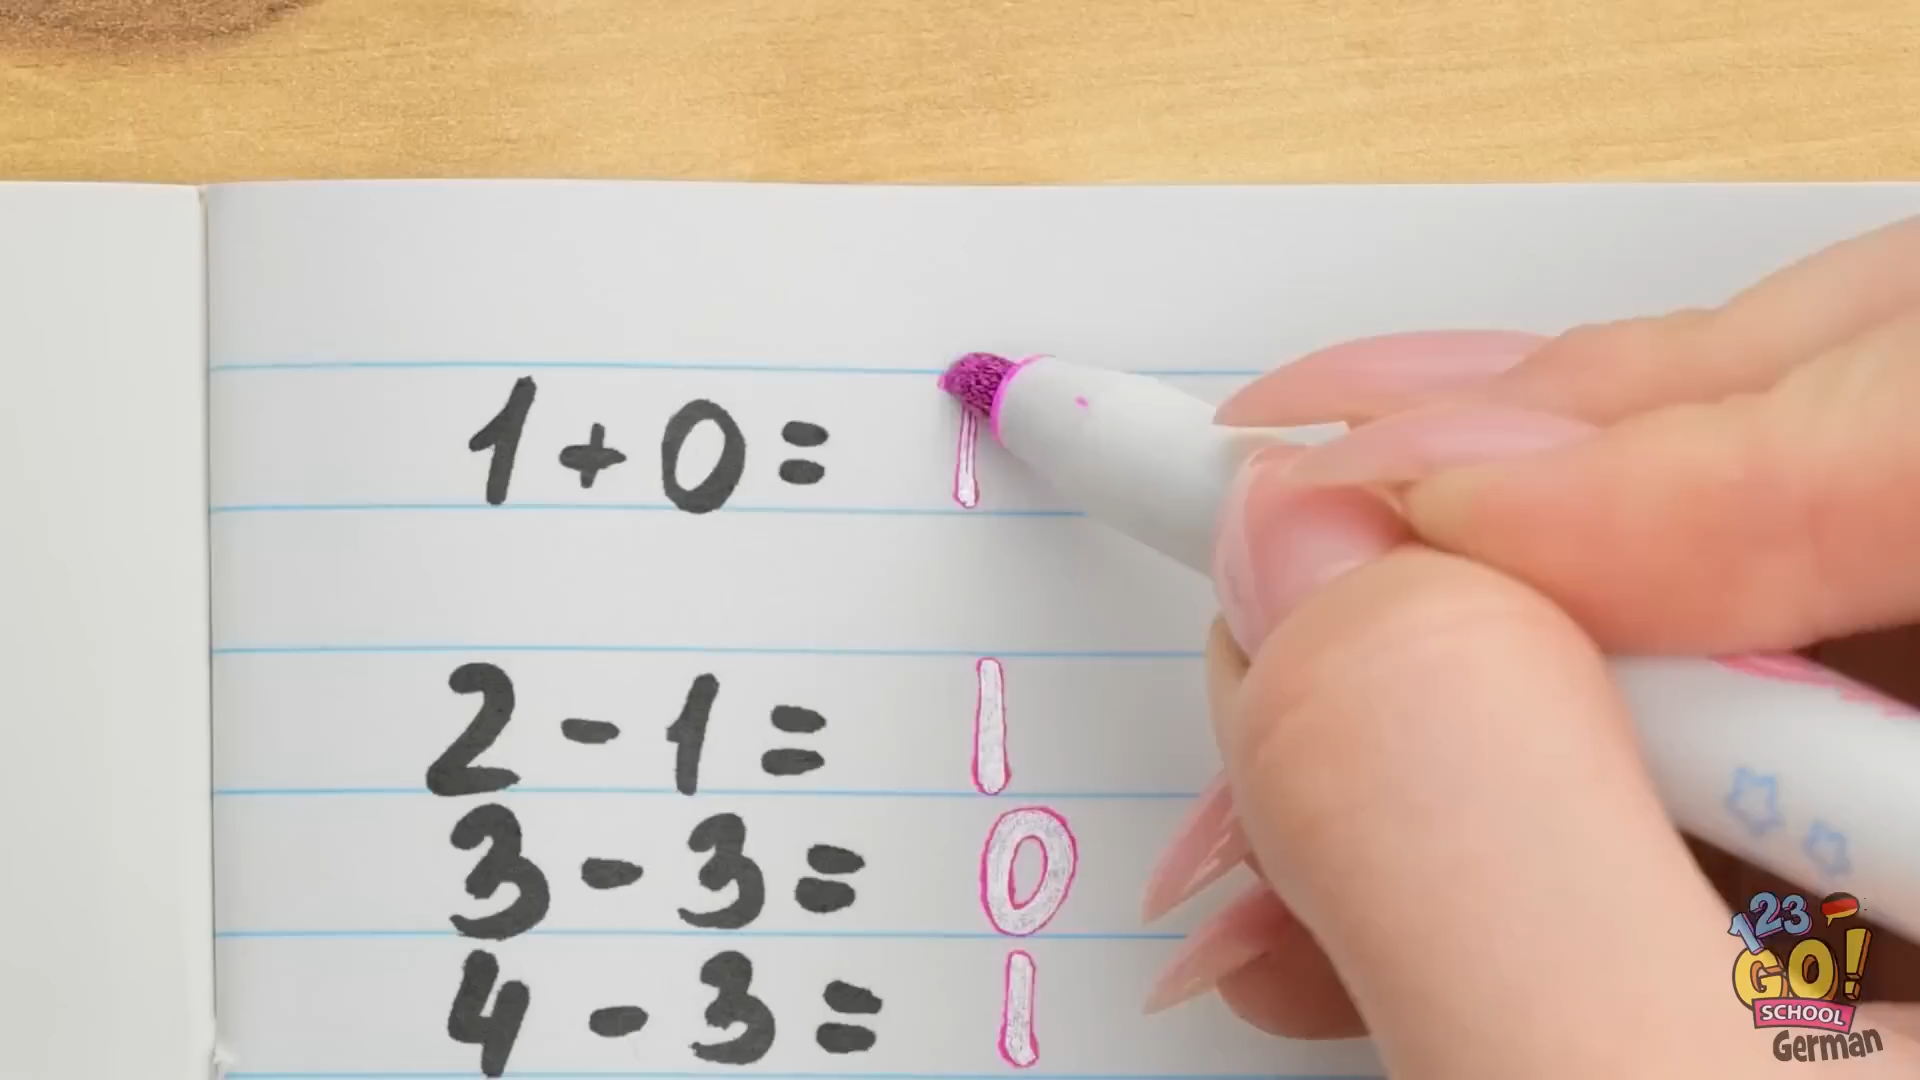 1 + 0 = 1
2 - 1 = 1
3 - 3 = 0
4 - 3 = 1
123
GO!
SCHOOL
German